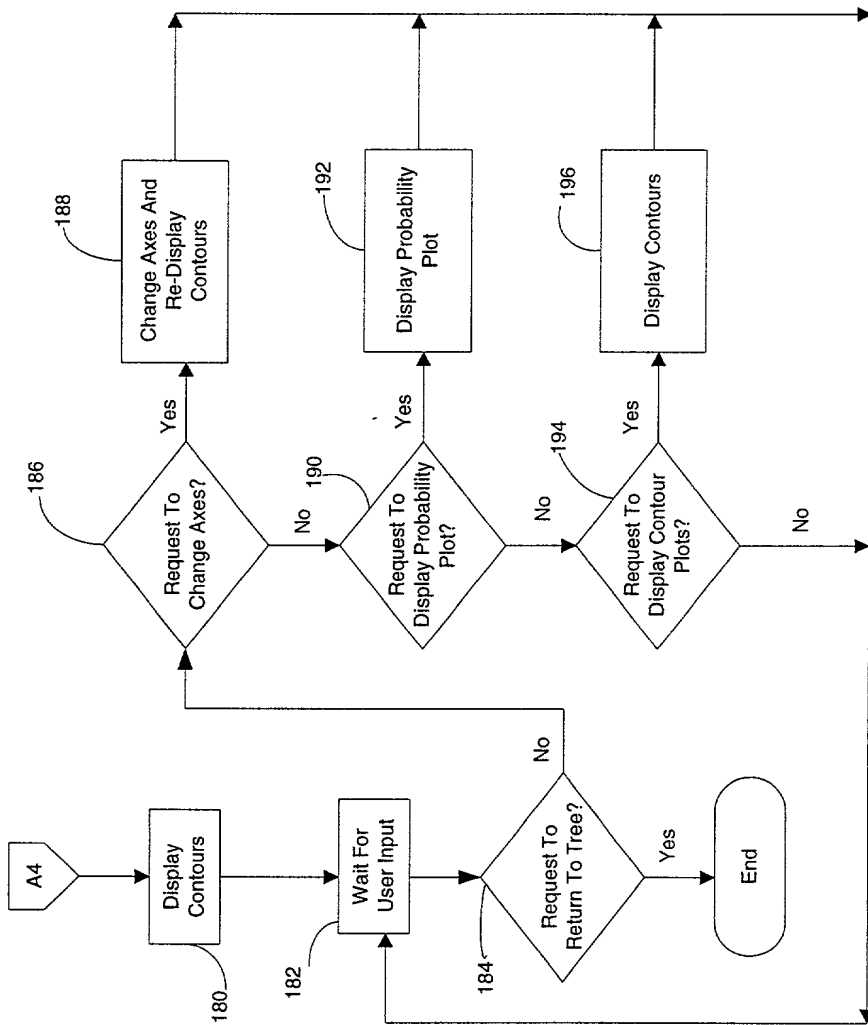 A4
Display
Contours
180
Wait For
User Input
182
Request To
Return To Tree?
184
No
Yes
End
Request To
Change Axes?
186
Yes
No
Change Axes And
Re-Display
Contours
188
Request To
Display Probability
Plot?
190
Yes
No
Display Probability
Plot
192
Request To
Display Contour
Plots?
194
Yes
No
Display Contours
196